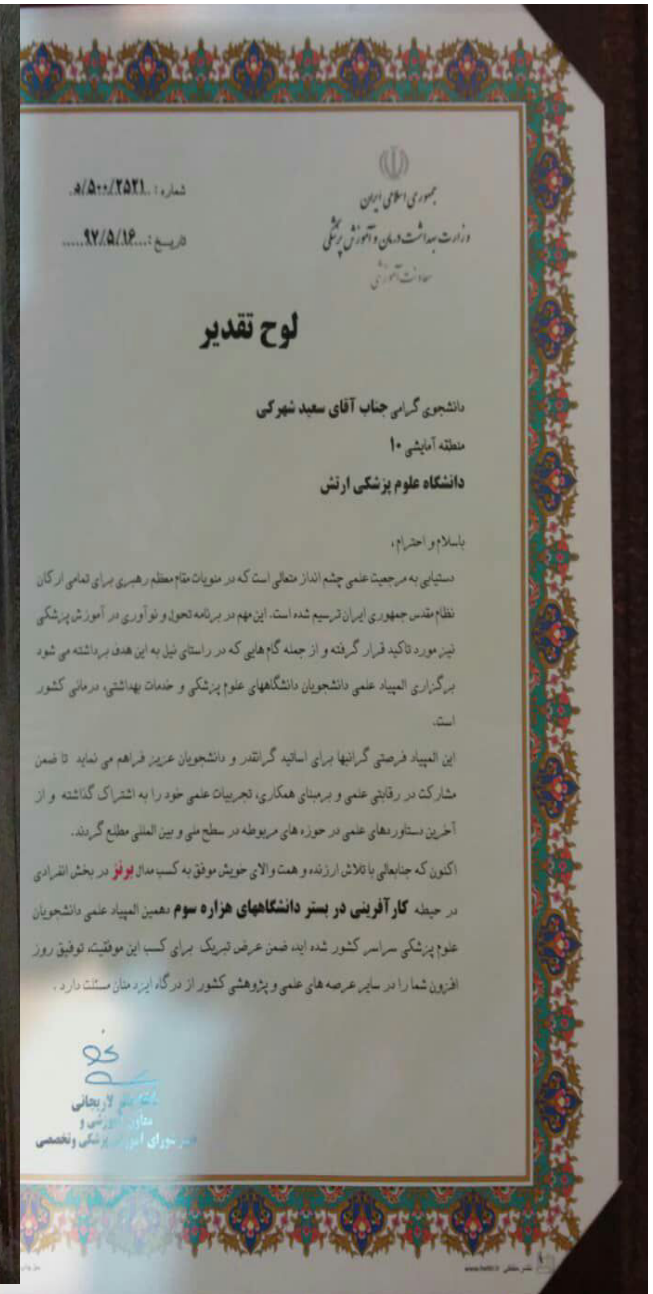 جمهوری اسلامی ایران
وزارت بهداشت درمان و آموزش پزشکی
معاونت آموزشی
شماره : ..۲۵۲۱/۵۰۰/د..
تاریخ :...۹۷/۵/۱۶.....
لوح تقدیر
دانشجوی گرامی جناب آقای سعید شهرکی
منطقه آمایشی ۱۰
دانشگاه علوم پزشکی ارتش
باسلام و احترام ،
دستیابی به مرجعیت علمی چشم انداز متعالی است که در منویات مقام معظم رهبری برای تمامی ارکان
نظام مقدس جمهوری ایران ترسیم شده است. این مهم در برنامه تحول و نوآوری در آموزش پزشکی
نیز مورد تاکید قرار گرفته و از جمله گام هایی که در راستای نیل به این هدف برداشته می شود
برگزاری المپیاد علمی دانشجویان دانشگاههای علوم پزشکی و خدمات بهداشتی، درمانی کشور
است.
این المپیاد فرصتی گرانبها برای اساتید گرانقدر و دانشجویان عزیز فراهم می نماید تا ضمن
مشارکت در رقابتی علمی و برمبنای همکاری، تجربیات علمی خود را به اشتراک گذاشته و از
آخرین دستاوردهای علمی در حوزه های مربوطه در سطح ملی و بین المللی مطلع گردند.
اکنون که جنابعالی با تلاش ارزنده و همت والای خویش موفق به کسب مدال برنز در بخش انفرادی
در حیطه کارآفرینی در بستر دانشگاههای هزاره سوم دهمین المپیاد علمی دانشجویان
علوم پزشکی سراسر کشور شده اید، ضمن عرض تبریک برای کسب این موفقیت، توفیق روز
افزون شما را در سایر عرصه های علمی و پژوهشی کشور از درگاه ایزد منان مسئلت دارد .
لاریجانی
معاون آموزشی و
شورای آموزش پزشکی وتخصصی